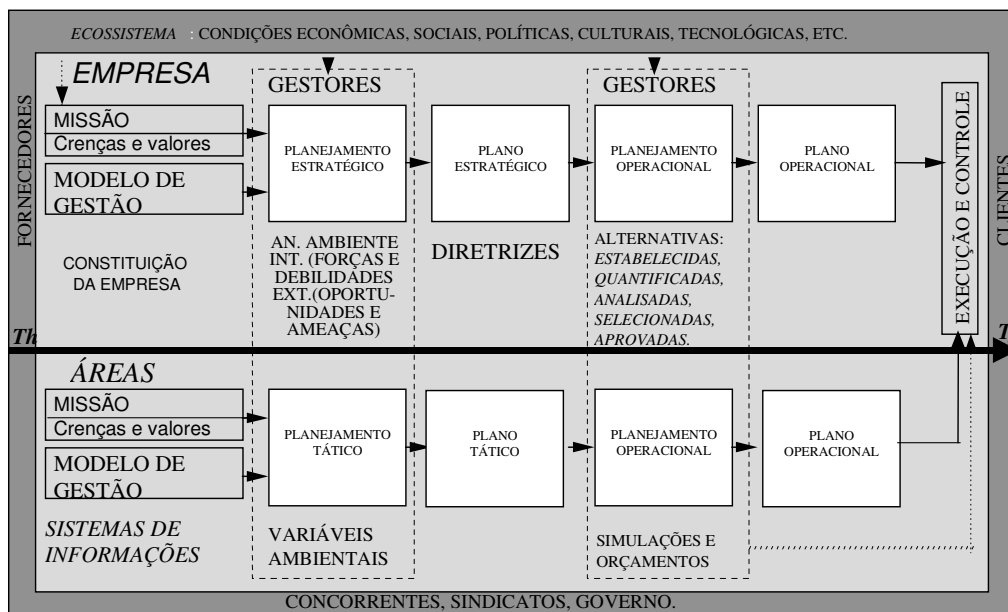 ECOSSISTEMA : CONDIÇÕES ECONÔMICAS, SOCIAIS, POLÍTICAS, CULTURAIS, TECNOLÓGICAS, ETC.
FORNECEDORES
EMPRESA
MISSÃO
Crenças e valores
MODELO DE
GESTÃO
CONSTITUIÇÃO
DA EMPRESA
GESTORES
PLANEJAMENTO
ESTRATÉGICO
AN. AMBIENTE
INT. (FORÇAS E
DEBILIDADES
EXT.(OPORTU-
NIDADES E
AMEAÇAS)
PLANO
ESTRATÉGICO
DIRETRIZES
GESTORES
PLANEJAMENTO
OPERACIONAL
ALTERNATIVAS:
ESTABELECIDAS,
QUANTIFICADAS,
ANALISADAS,
SELECIONADAS,
APROVADAS.
PLANO
OPERACIONAL
EXECUÇÃO E CONTROLE
CLIENTES
Th
T
ÁREAS
MISSÃO
Crenças e valores
MODELO DE
GESTÃO
SISTEMAS DE
INFORMAÇÕES
PLANEJAMENTO
TÁTICO
VARIÁVEIS
AMBIENTAIS
PLANO
TÁTICO
PLANEJAMENTO
OPERACIONAL
SIMULAÇÕES E
ORÇAMENTOS
PLANO
OPERACIONAL
CONCORRENTES, SINDICATOS, GOVERNO.